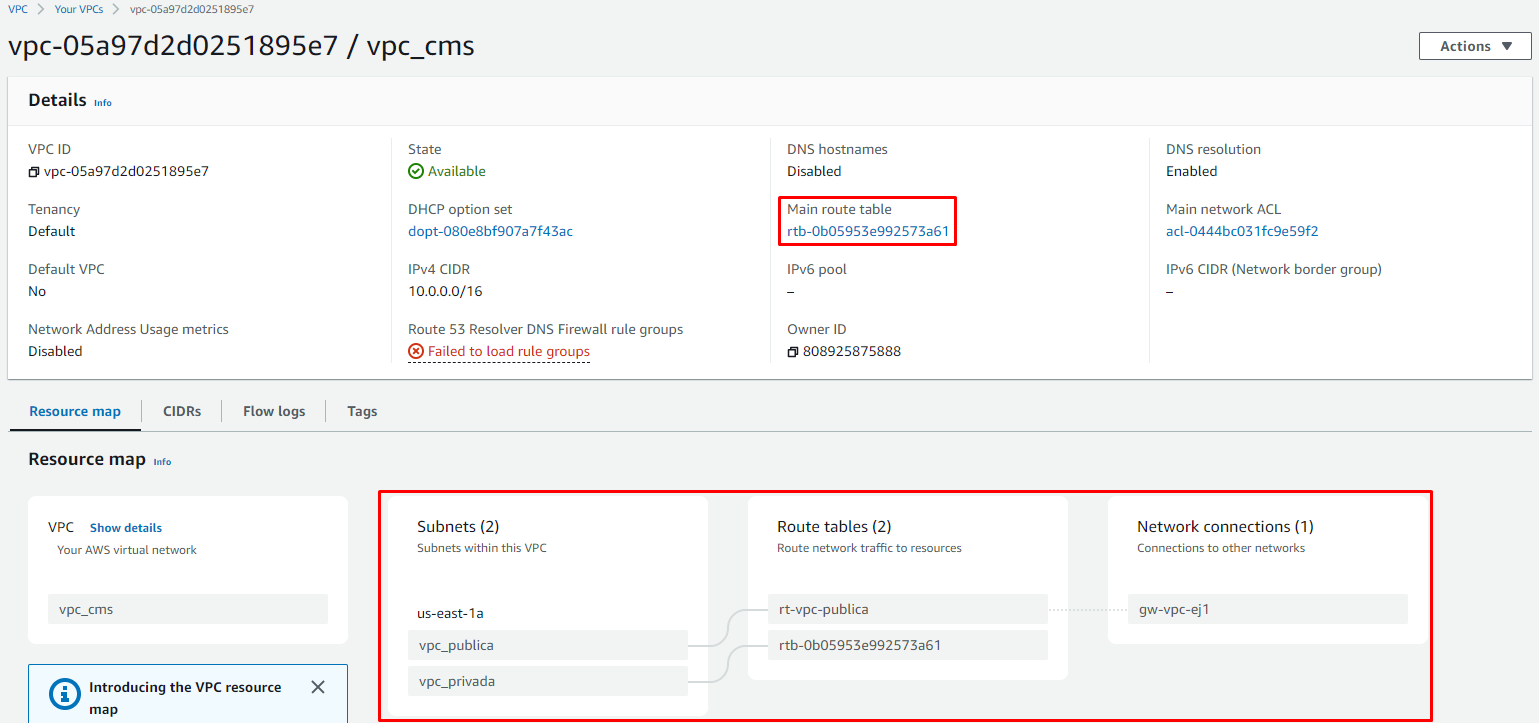 VPC > Your VPCs > vpc-05a97d2d0251895e7
vpc-05a97d2d0251895e7 / vpc_cms
Actions ▼
Details Info
VPC ID
vpc-05a97d2d0251895e7
State
Available
DNS hostnames
Disabled
DNS resolution
Enabled
Tenancy
Default
DHCP option set
dopt-080e8bf907a7f43ac
Main route table
rtb-0b05953e992573a61
Main network ACL
acl-0444bc031fc9e59f2
Default VPC
No
IPv4 CIDR
10.0.0.0/16
IPv6 pool
–
IPv6 CIDR (Network border group)
–
Network Address Usage metrics
Disabled
Route 53 Resolver DNS Firewall rule groups
Failed to load rule groups
Owner ID
808925875888
Resource map
CIDRs
Flow logs
Tags
Resource map Info
VPC Show details
Your AWS virtual network
vpc_cms
Subnets (2)
Subnets within this VPC
us-east-1a
vpc_publica
vpc_privada
Route tables (2)
Route network traffic to resources
rt-vpc-publica
rtb-0b05953e992573a61
Network connections (1)
Connections to other networks
gw-vpc-ej1
Introducing the VPC resource
map